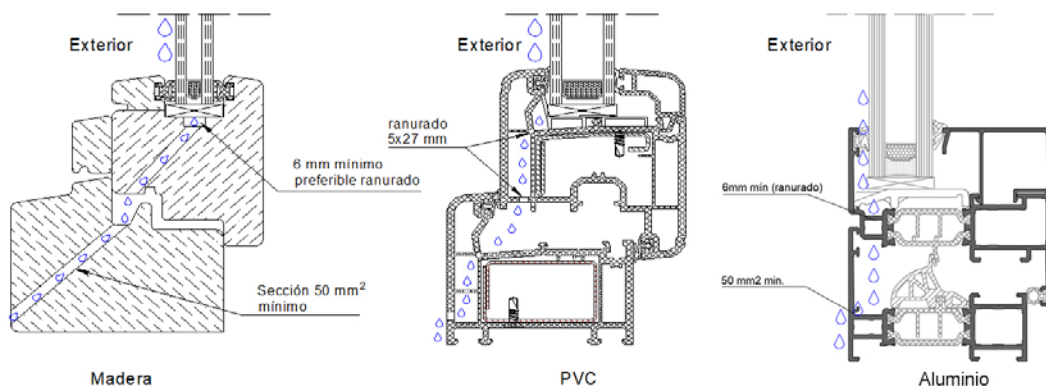 Exterior
6 mm mínimo
preferible ranurado
Sección 50 mm²
mínimo
Madera
Exterior
ranurado
5x27 mm
PVC
Exterior
6mm mín (ranurado)
50 mm2 min.
Aluminio